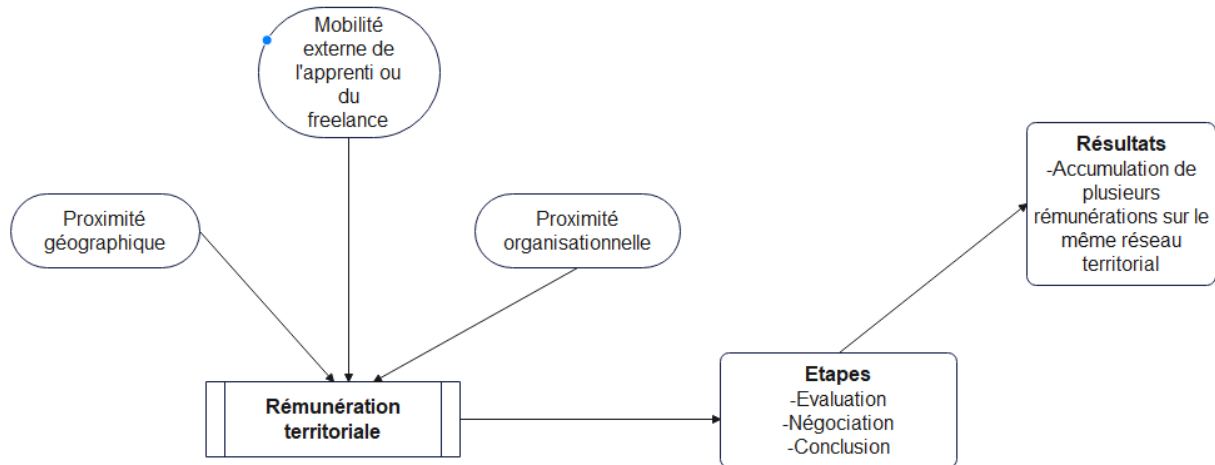 Mobilité
externe de
l'apprenti ou
du
freelance
Proximité
géographique
Proximité
organisationnelle
Résultats
-Accumulation de
plusieurs
rémunérations sur le
même réseau
territorial
Rémunération
territoriale
Etapes
-Evaluation
-Négociation
-Conclusion